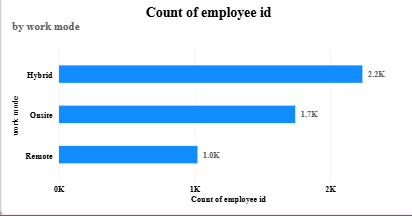 Count of employee id
by work mode
Hybrid
2.2K
Onsite
1.7K
Remote
1.0K
work mode
0K
1K
2K
Count of employee id